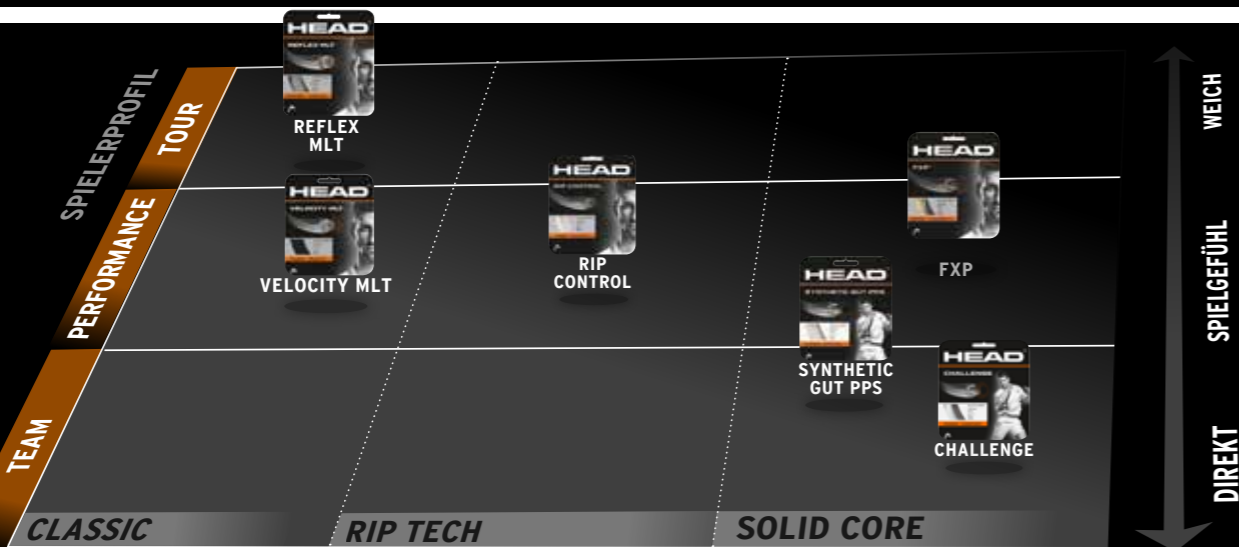 HEAD
REFLEX MLT
REFLEX
MLT
SPIELERPROFIL
TOUR
PERFORMANCE
TEAM
HEAD
VELOCITY MLT
VELOCITY MLT
HEAD
RIP CONTROL
RIP
CONTROL
HEAD
FXP
FXP
HEAD
SYNTHETIC GUT PPS
SYNTHETIC
GUT PPS
HEAD
CHALLENGE
CHALLENGE
WEICH
SPIELGEFÜHL
DIREKT
CLASSIC
RIP TECH
SOLID CORE